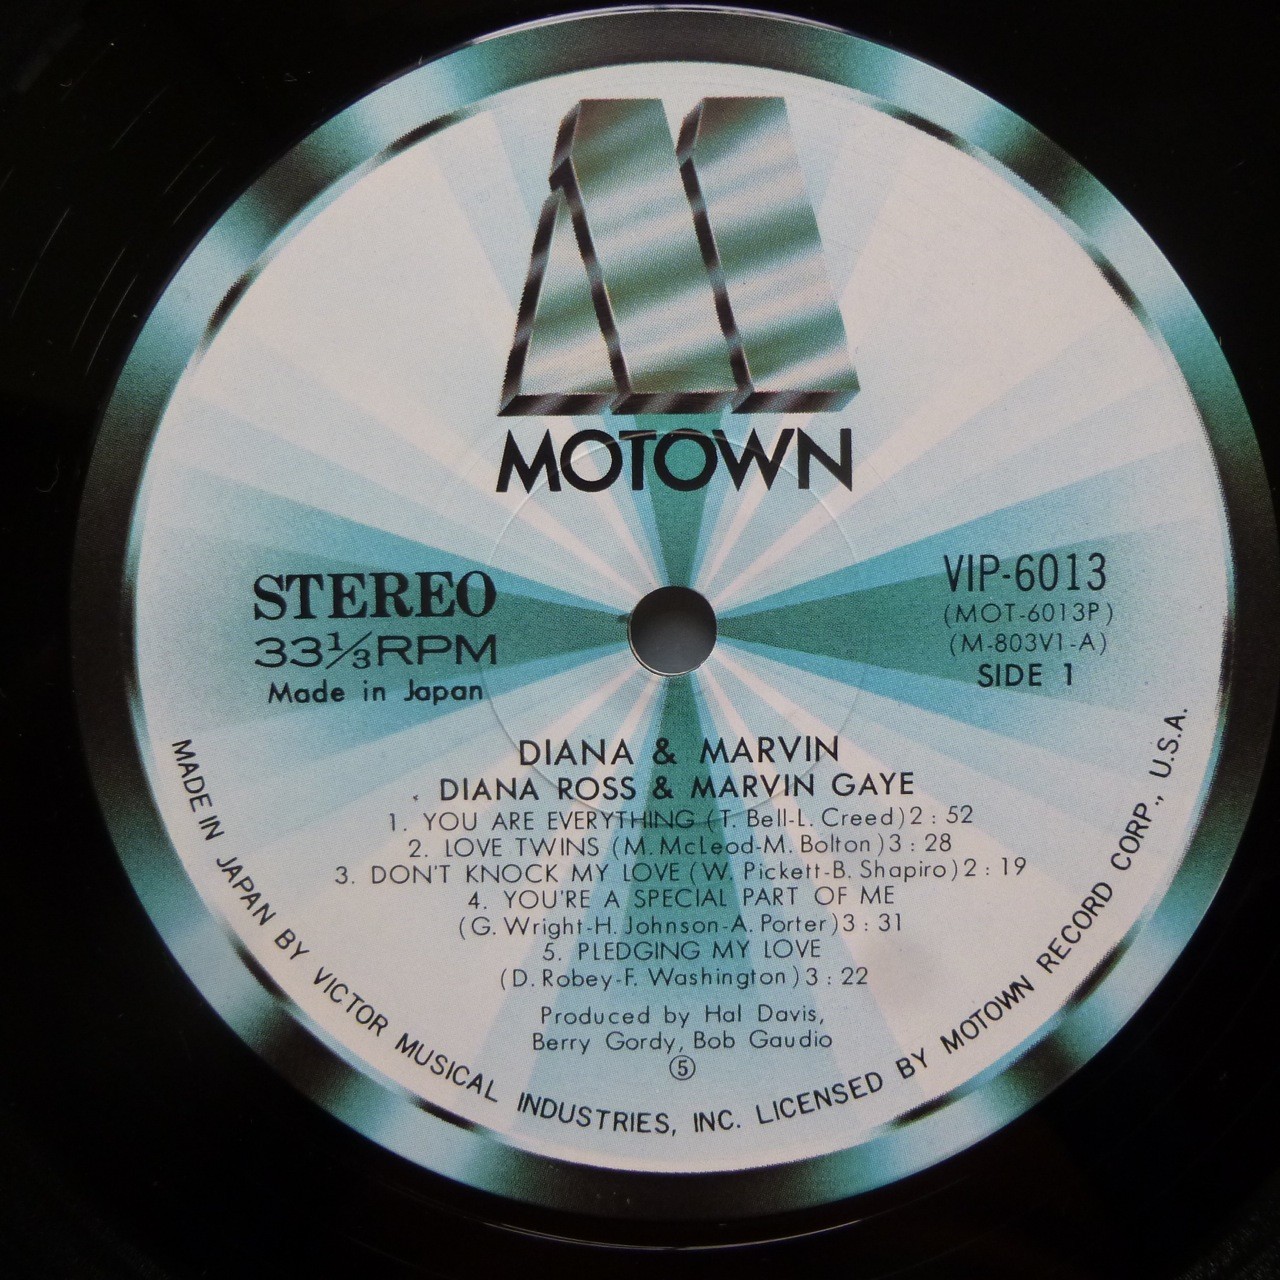 MOTOWN
STEREO
33⅓RPM
Made in Japan
VIP-6013
(MOT-6013P)
(M-803V1-A)
SIDE 1
DIANA & MARVIN
DIANA ROSS & MARVIN GAYE
1. YOU ARE EVERYTHING (T. Bell-L. Creed) 2:52
2. LOVE TWINS (M. McLeod-M. Bolton) 3:28
3. DON'T KNOCK MY LOVE (W. Pickett-B. Shapiro) 2:19
4. YOU'RE A SPECIAL PART OF ME
(G. Wright-H. Johnson-A. Porter) 3:31
5. PLEDGING MY LOVE
(D. Robey-F. Washington) 3:22
Produced by Hal Davis,
Berry Gordy, Bob Gaudio
⑤
MADE IN JAPAN BY VICTOR MUSICAL INDUSTRIES, INC. LICENSED BY MOTOWN RECORD CORP., U.S.A.